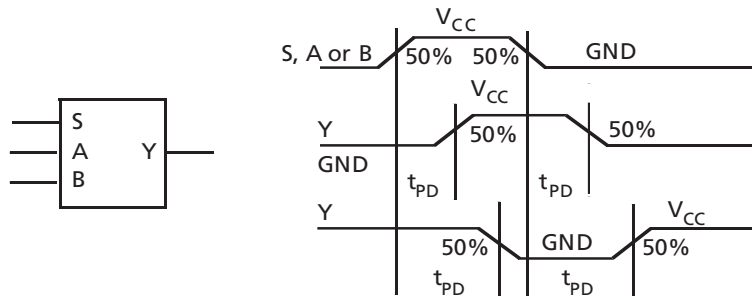 V_CC
S, A or B 50% 50% GND
V_CC
S
A Y
B
Y 50% 50%
GND
t_PD t_PD
Y V_CC
50% GND 50%
t_PD t_PD